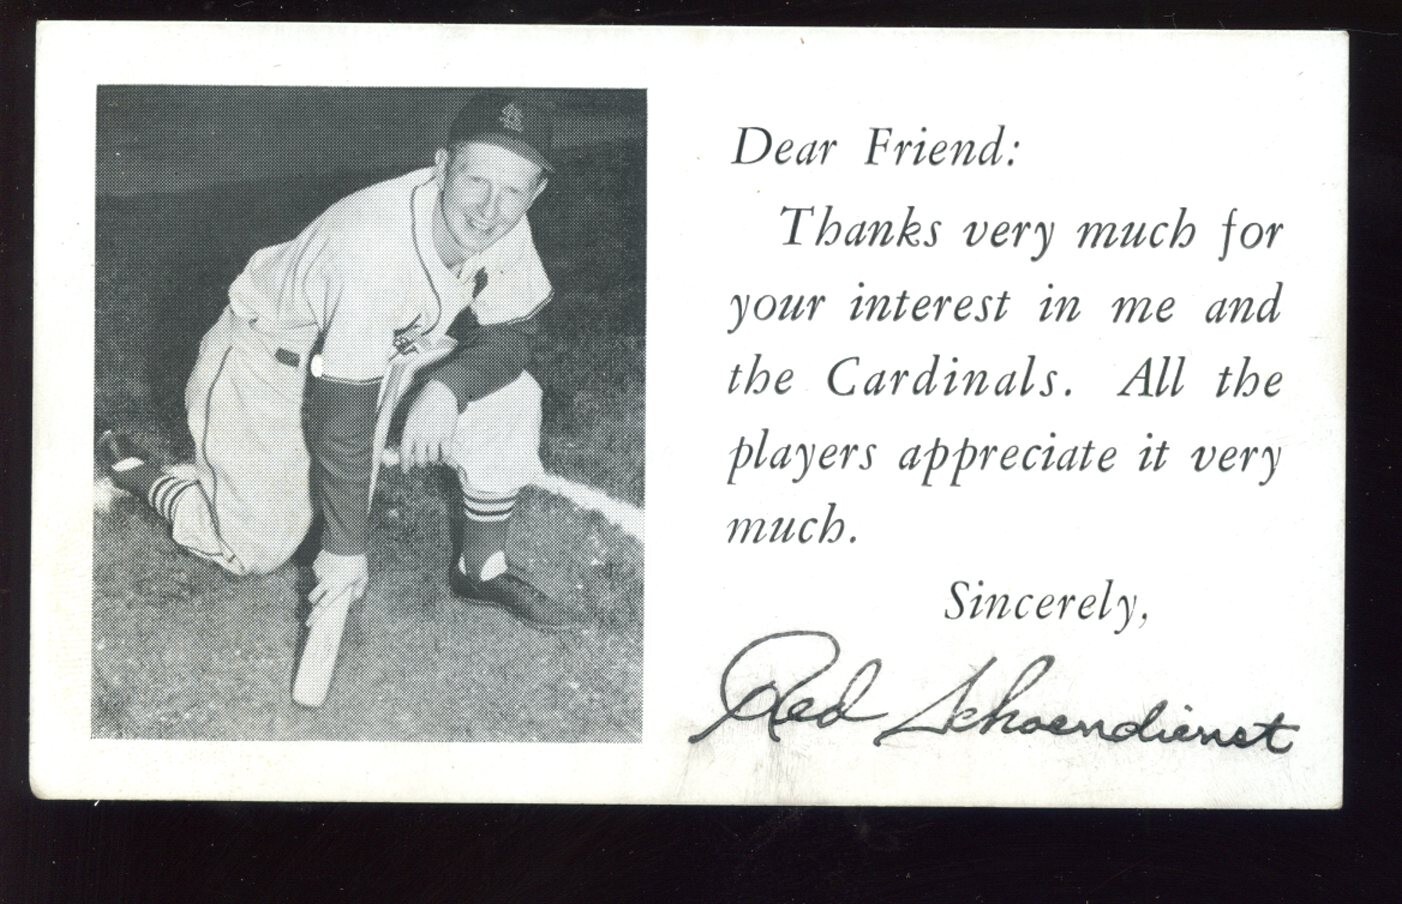 Dear Friend:
Thanks very much for
your interest in me and
the Cardinals. All the
players appreciate it very
much.
Sincerely,
Red Schoendienst